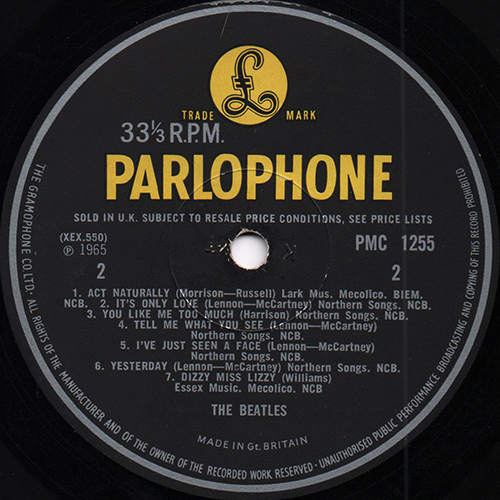 £
TRADE MARK
33⅓ R.P.M.
PARLOPHONE
SOLD IN U.K. SUBJECT TO RESALE PRICE CONDITIONS, SEE PRICE LISTS
(XEX.550)
℗ 1965
PMC 1255
2 2
1. ACT NATURALLY (Morrison—Russell) Lark Mus. Mecolico. BIEM.
NCB. 2. IT'S ONLY LOVE (Lennon—McCartney) Northern Songs. NCB.
3. YOU LIKE ME TOO MUCH (Harrison) Northern Songs. NCB.
4. TELL ME WHAT YOU SEE (Lennon—McCartney)
Northern Songs. NCB.
5. I'VE JUST SEEN A FACE (Lennon—McCartney)
Northern Songs. NCB.
6. YESTERDAY (Lennon—McCartney) Northern Songs. NCB.
7. DIZZY MISS LIZZY (Williams)
Essex Music. Mecolico. NCB
THE BEATLES
MADE IN Gt. BRITAIN
THE GRAMOPHONE CO. LTD. ALL RIGHTS OF THE MANUFACTURER AND OF THE OWNER OF THE RECORDED WORK RESERVED · UNAUTHORISED PUBLIC PERFORMANCE BROADCASTING AND COPYING OF THIS RECORD PROHIBITED